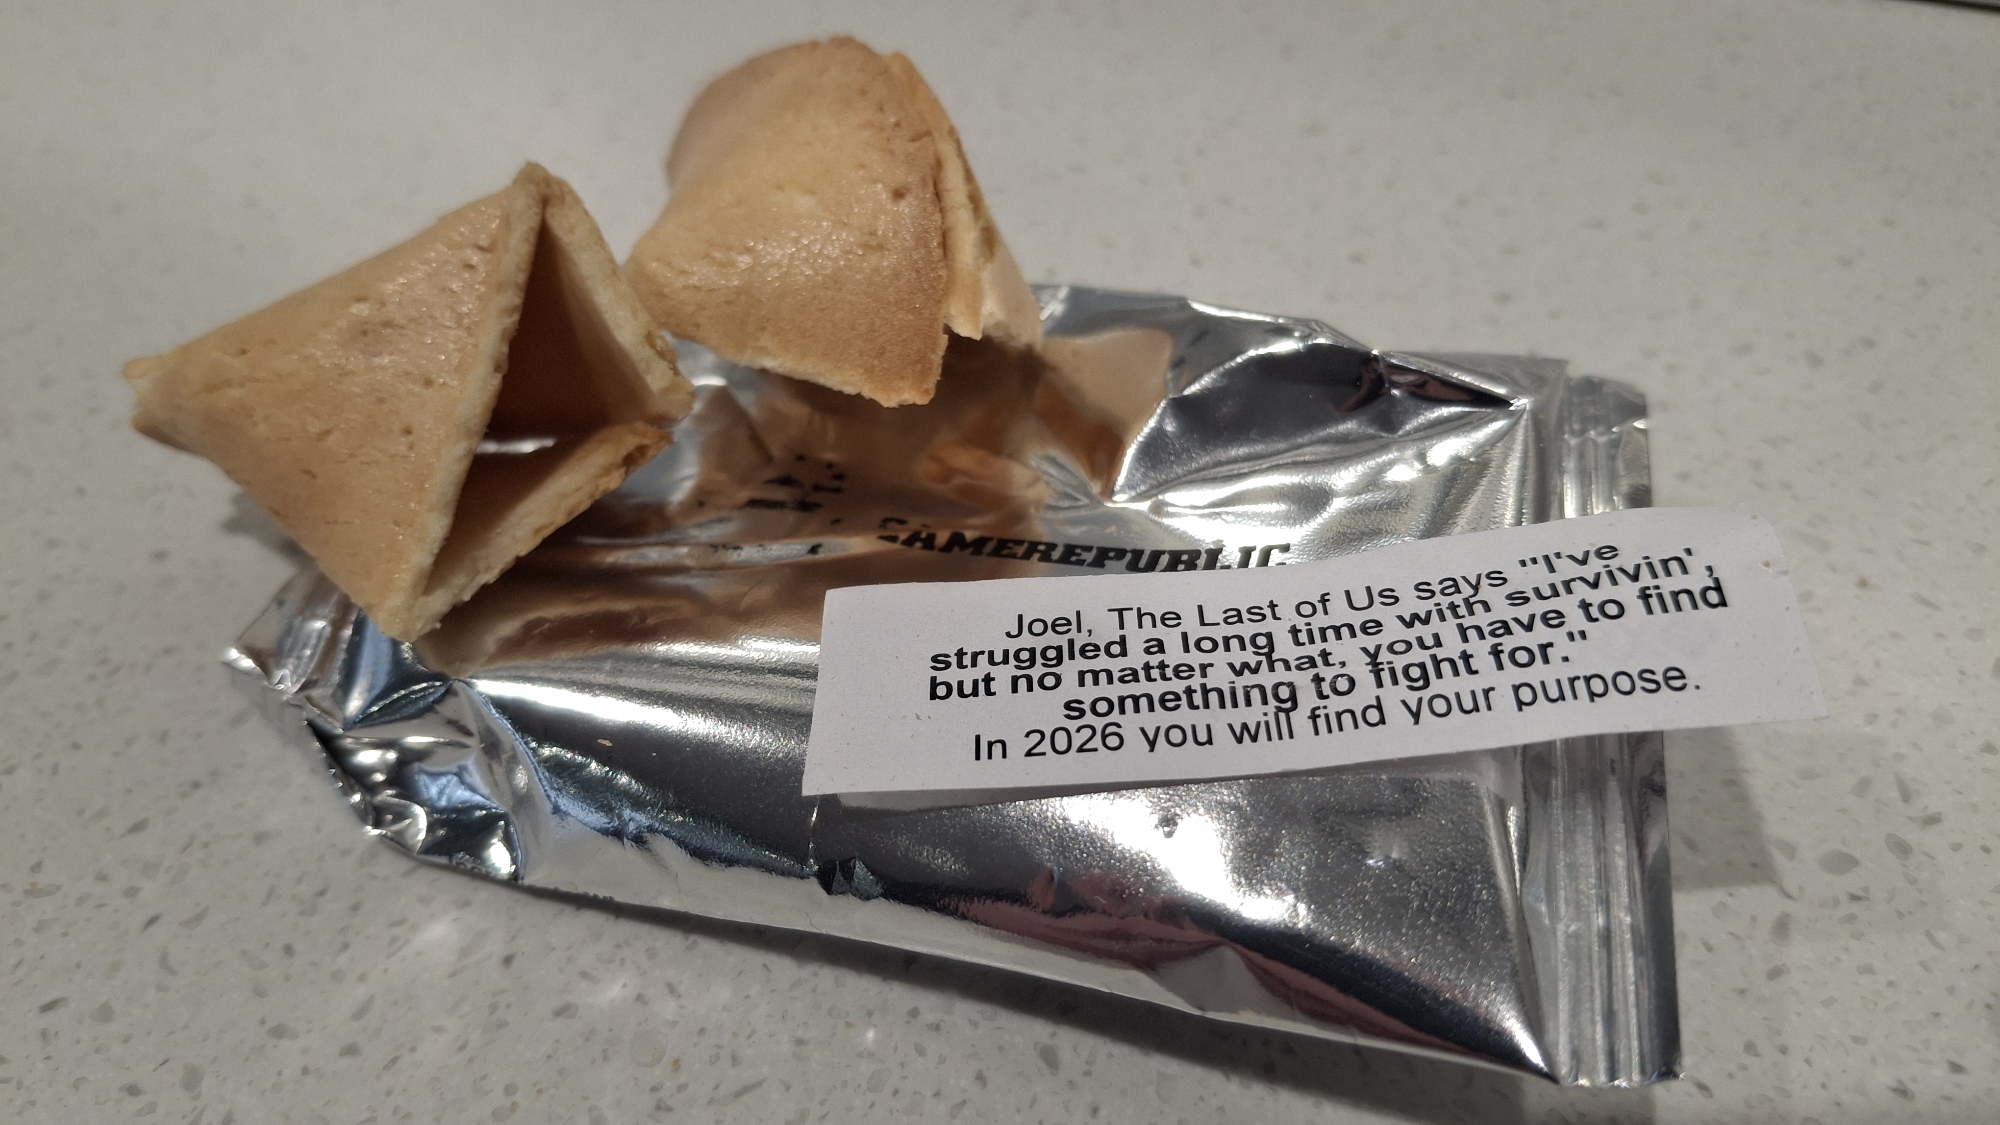 GAMEREPUBLIC
Joel, The Last of Us says "I've
struggled a long time with survivin',
but no matter what, you have to find
something to fight for."
In 2026 you will find your purpose.